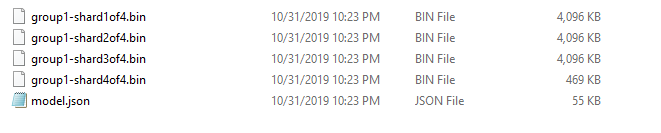 group1-shard1of4.bin 10/31/2019 10:23 PM BIN File 4,096 KB
group1-shard2of4.bin 10/31/2019 10:23 PM BIN File 4,096 KB
group1-shard3of4.bin 10/31/2019 10:23 PM BIN File 4,096 KB
group1-shard4of4.bin 10/31/2019 10:23 PM BIN File 469 KB
model.json 10/31/2019 10:23 PM JSON File 55 KB